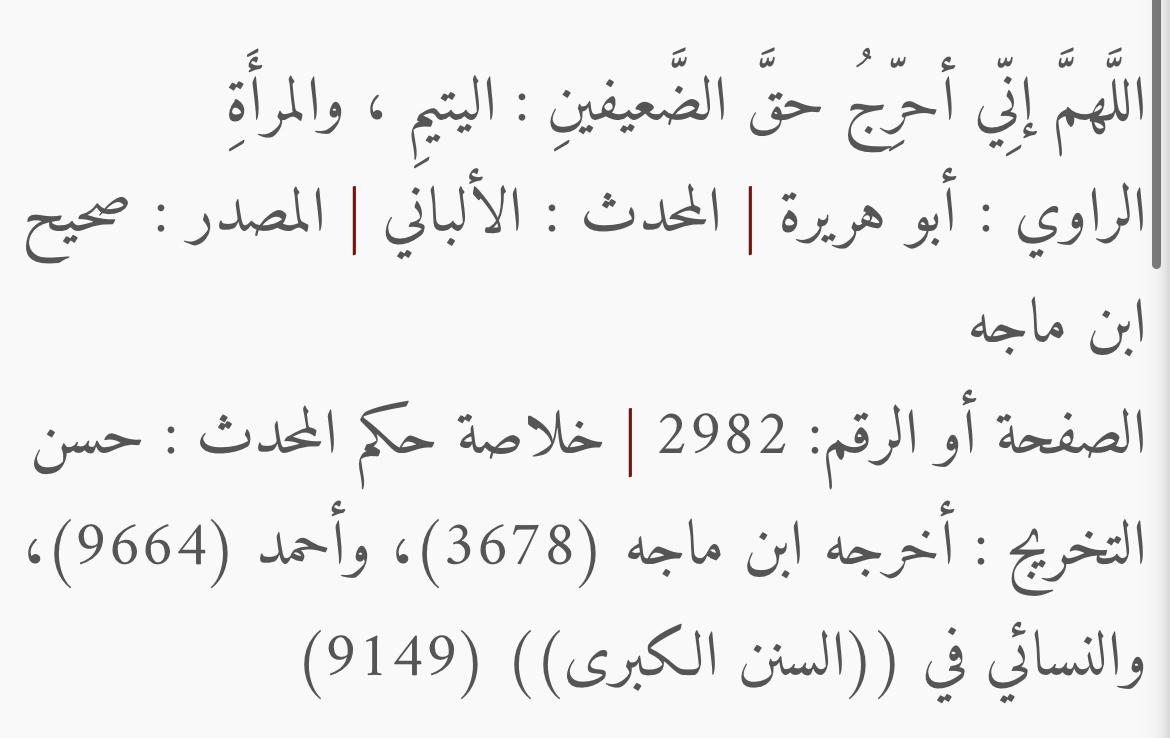 اللَّهمَّ إنِّي أحرِّجُ حقَّ الضَّعيفينِ : اليتيمِ ، والمرأَةِ
الراوي : أبو هريرة | المحدث : الألباني | المصدر : صحيح
ابن ماجه
الصفحة أو الرقم: 2982 | خلاصة حكم المحدث : حسن
التخريج : أخرجه ابن ماجه (3678)، وأحمد (9664)،
والنسائي في ((السنن الكبرى)) (9149)